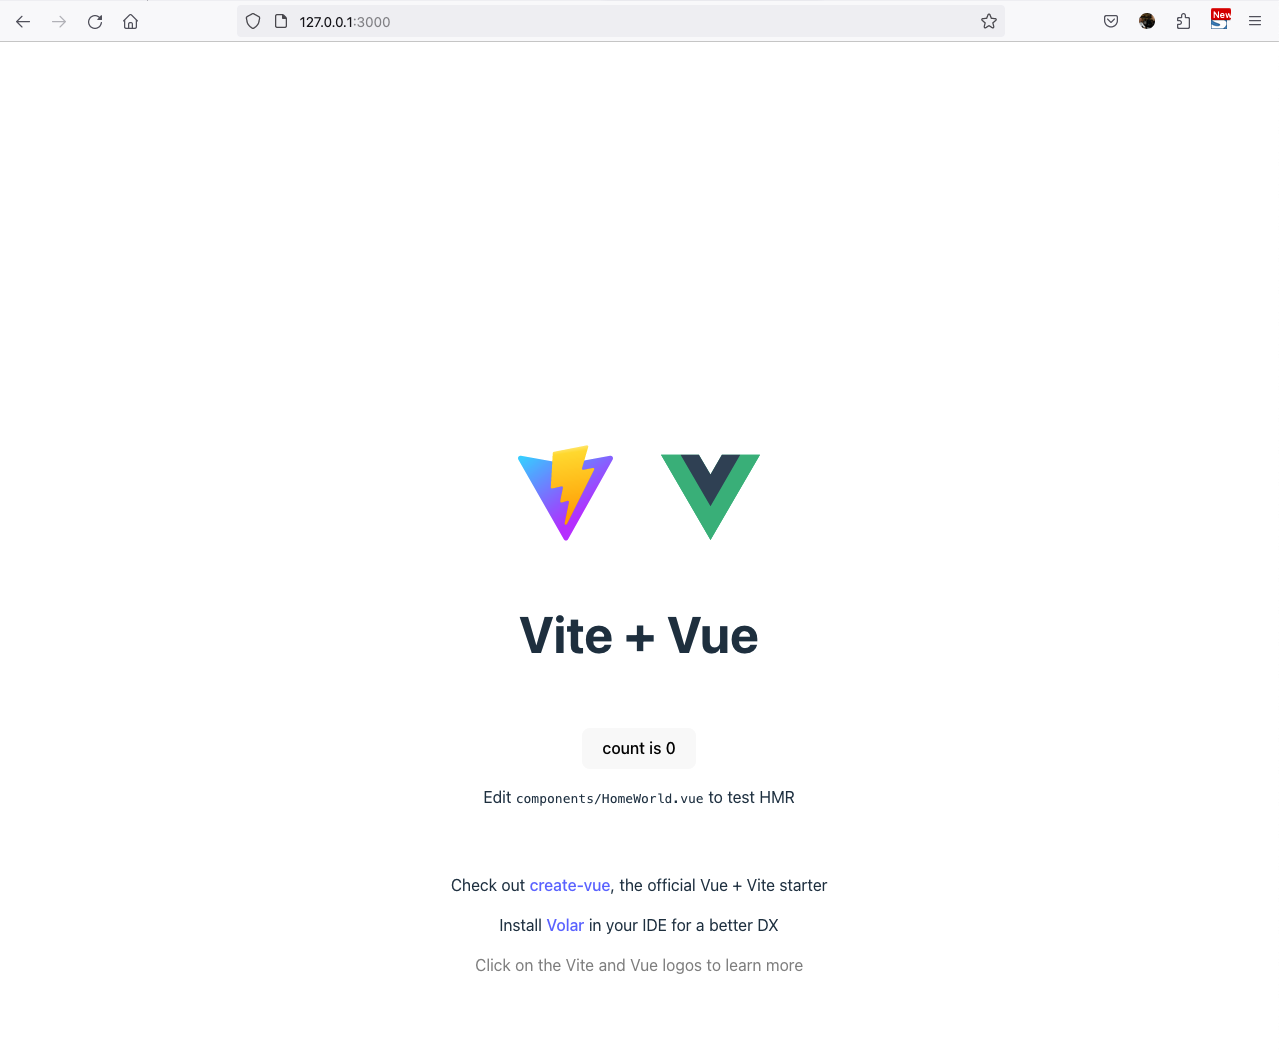 127.0.0.1:3000
New
Vite + Vue
count is 0
Edit components/HomeWorld.vue to test HMR
Check out create-vue, the official Vue + Vite starter
Install Volar in your IDE for a better DX
Click on the Vite and Vue logos to learn more